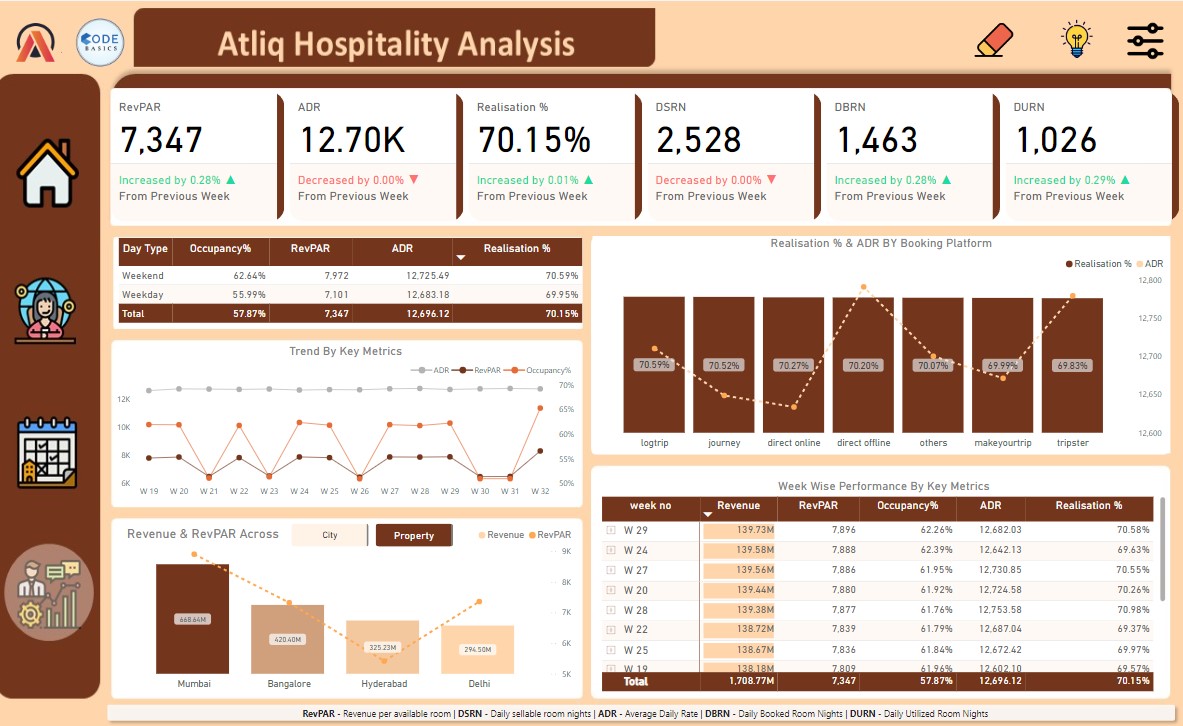 CODE
BASICS
Atliq Hospitality Analysis
RevPAR
7,347
Increased by 0.28% ▲
From Previous Week
ADR
12.70K
Decreased by 0.00% ▼
From Previous Week
Realisation %
70.15%
Increased by 0.01% ▲
From Previous Week
DSRN
2,528
Decreased by 0.00% ▼
From Previous Week
DBRN
1,463
Increased by 0.28% ▲
From Previous Week
DURN
1,026
Increased by 0.29% ▲
From Previous Week
Day Type Occupancy% RevPAR ADR Realisation %
Weekend 62.64% 7,972 12,725.49 70.59%
Weekday 55.99% 7,101 12,683.18 69.95%
Total 57.87% 7,347 12,696.12 70.15%
Realisation % & ADR BY Booking Platform
Realisation % ADR
12,800
12,750
12,700
12,650
12,600
70.59% 70.52% 70.27% 70.20% 70.07% 69.99% 69.83%
logtrip journey direct online direct offline others makeyourtrip tripster
Trend By Key Metrics
ADR RevPAR Occupancy%
12K
10K
8K
6K
70%
65%
60%
55%
50%
W 19 W 20 W 21 W 22 W 23 W 24 W 25 W 26 W 27 W 28 W 29 W 30 W 31 W 32
Revenue & RevPAR Across
City Property
Revenue RevPAR
9K
8K
7K
6K
5K
668.64M 420.40M 325.23M 294.50M
Mumbai Bangalore Hyderabad Delhi
Week Wise Performance By Key Metrics
week no Revenue RevPAR Occupancy% ADR Realisation %
W 29 139.73M 7,896 62.26% 12,682.03 70.58%
W 24 139.58M 7,888 62.39% 12,642.13 69.63%
W 27 139.56M 7,886 61.95% 12,730.85 70.55%
W 20 139.44M 7,880 61.92% 12,724.58 70.26%
W 28 139.38M 7,877 61.76% 12,753.58 70.98%
W 22 138.72M 7,839 61.79% 12,687.04 69.37%
W 25 138.67M 7,836 61.84% 12,672.42 69.97%
W 19 138.18M 7,809 61.96% 12,602.10 69.57%
Total 1,708.77M 7,347 57.87% 12,696.12 70.15%
RevPAR - Revenue per available room | DSRN - Daily sellable room nights | ADR - Average Daily Rate | DBRN - Daily Booked Room Nights | DURN - Daily Utilized Room Nights